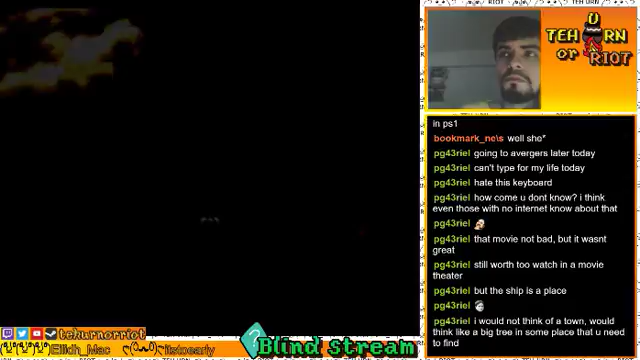 TEH URN
or RIOT
in ps1
bookmark_ne\s well she*
pg43riel going to avergers later today
pg43riel can't type for my life today
pg43riel hate this keyboard
pg43riel how come u dont know? i think
even those with no internet know about that
pg43riel
pg43riel that movie not bad, but it wasnt
great
pg43riel still worth too watch in a movie
theater
pg43riel but the ship is a place
pg43riel
pg43riel i would not think of a town, would
think like a big tree in some place that u need
to find
tekurnorriot
Eilidh_Mac
Blind Stream